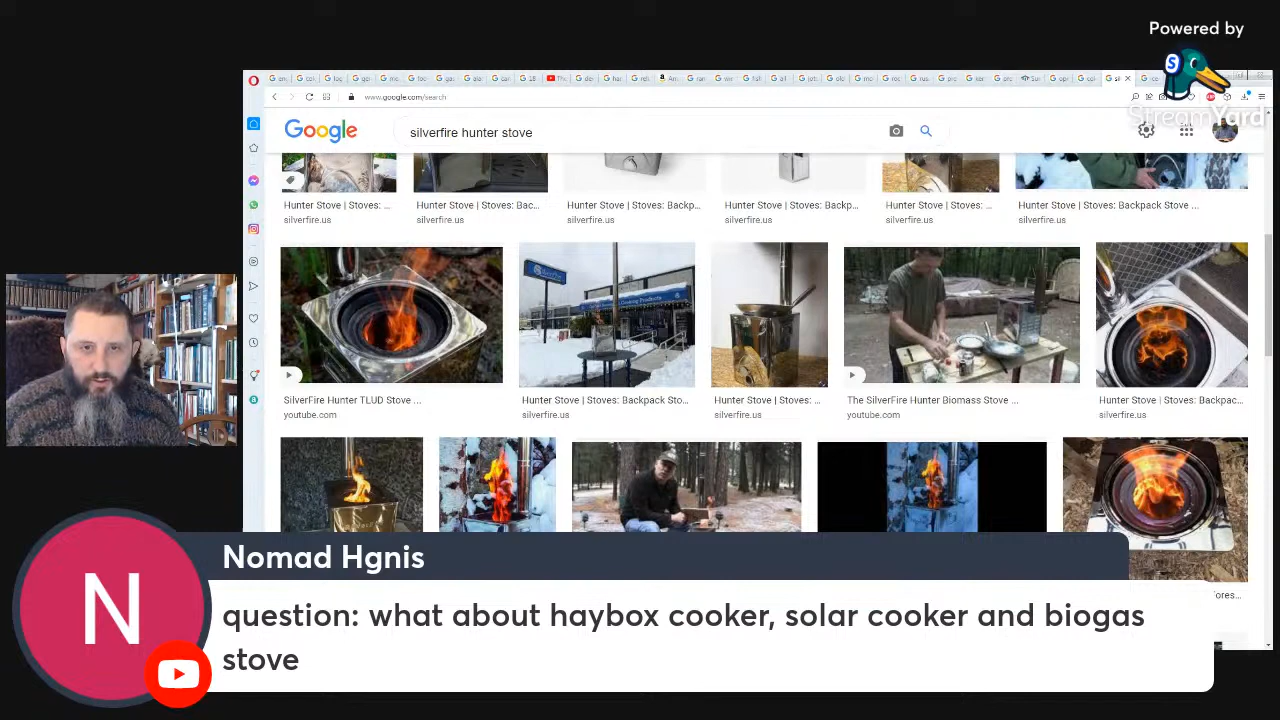 Powered by
StreamYard
www.google.com/search
Google
silverfire hunter stove
Hunter Stove | Stoves: ...
silverfire.us
Hunter Stove | Stoves: Bac...
silverfire.us
Hunter Stove | Stoves: Backp...
silverfire.us
Hunter Stove | Stoves: Backp...
silverfire.us
Hunter Stove | Stoves: ...
silverfire.us
Hunter Stove | Stoves: Backpack Stove ...
silverfire.us
SilverFire Hunter TLUD Stove ...
youtube.com
Hunter Stove | Stoves: Backpack Sto...
silverfire.us
Hunter Stove | Stoves: ...
silverfire.us
The SilverFire Hunter Biomass Stove ...
youtube.com
Hunter Stove | Stoves: Backpac...
silverfire.us
N
Nomad Hgnis
question: what about haybox cooker, solar cooker and biogas
stove